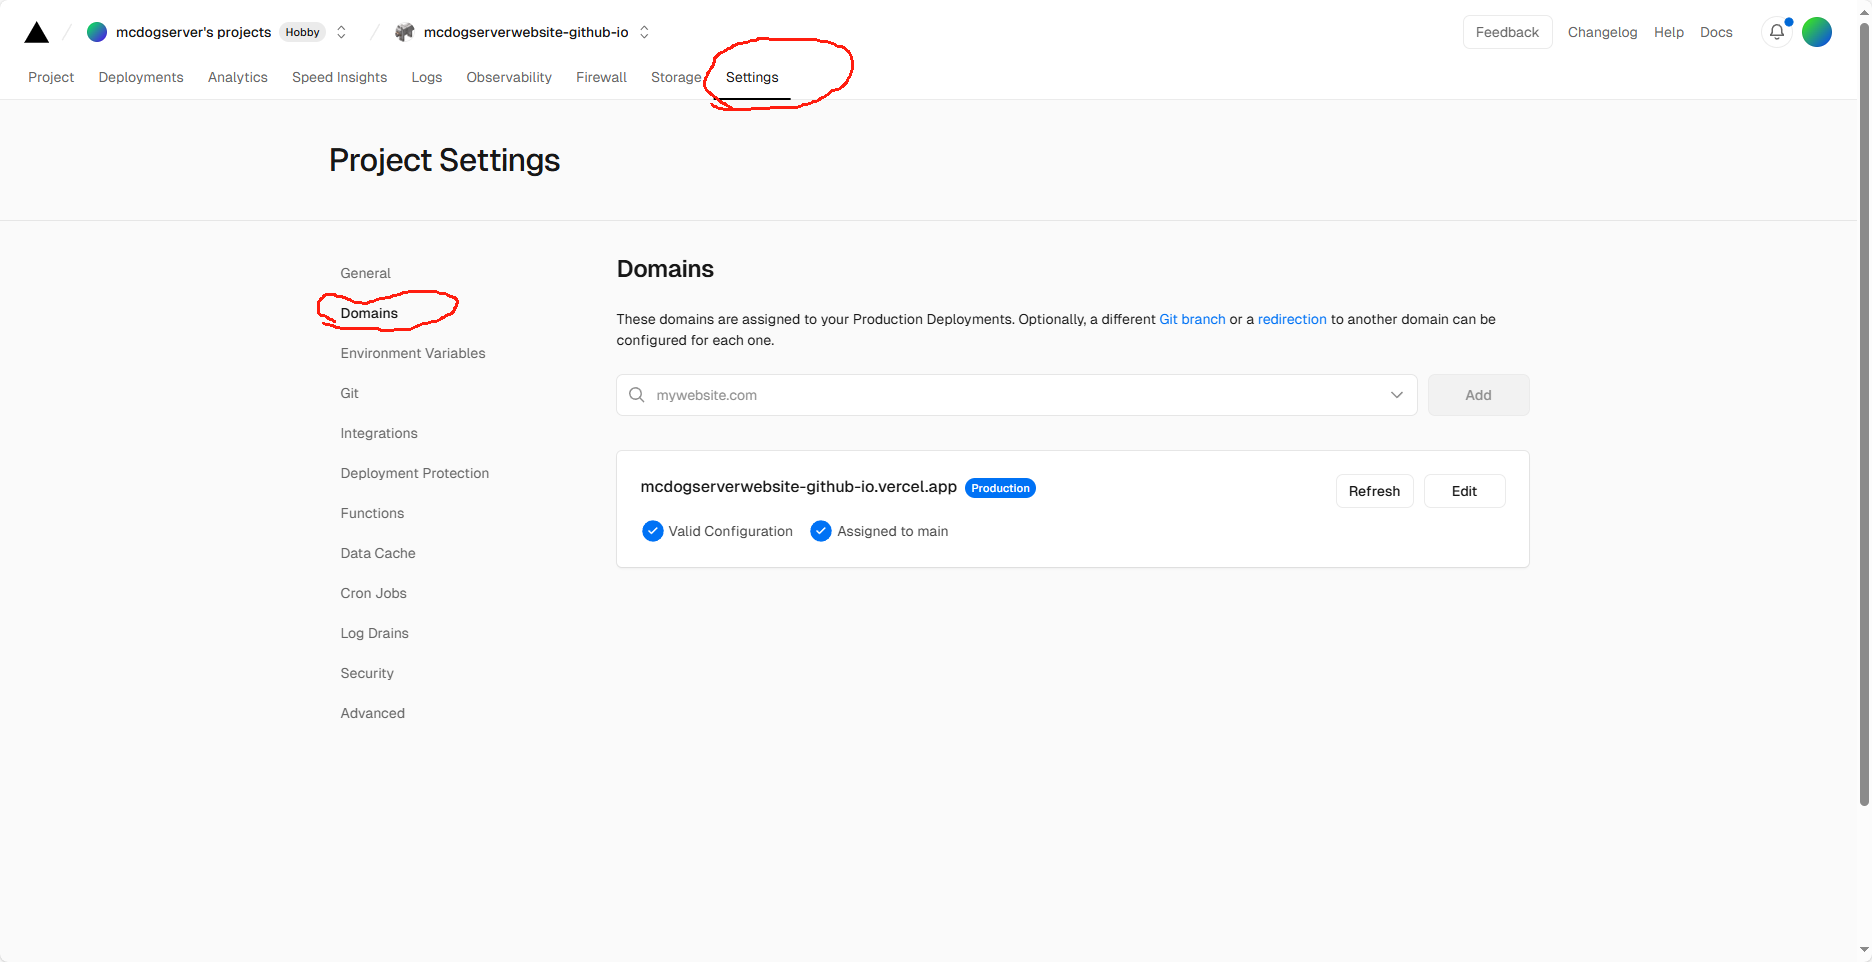 mcdogserver's projects Hobby mcdogserverwebsite-github-io Feedback Changelog Help Docs
Project Deployments Analytics Speed Insights Logs Observability Firewall Storage Settings
Project Settings
General
Domains
Environment Variables
Git
Integrations
Deployment Protection
Functions
Data Cache
Cron Jobs
Log Drains
Security
Advanced
Domains
These domains are assigned to your Production Deployments. Optionally, a different Git branch or a redirection to another domain can be
configured for each one.
mywebsite.com Add
mcdogserverwebsite-github-io.vercel.app Production Refresh Edit
Valid Configuration Assigned to main